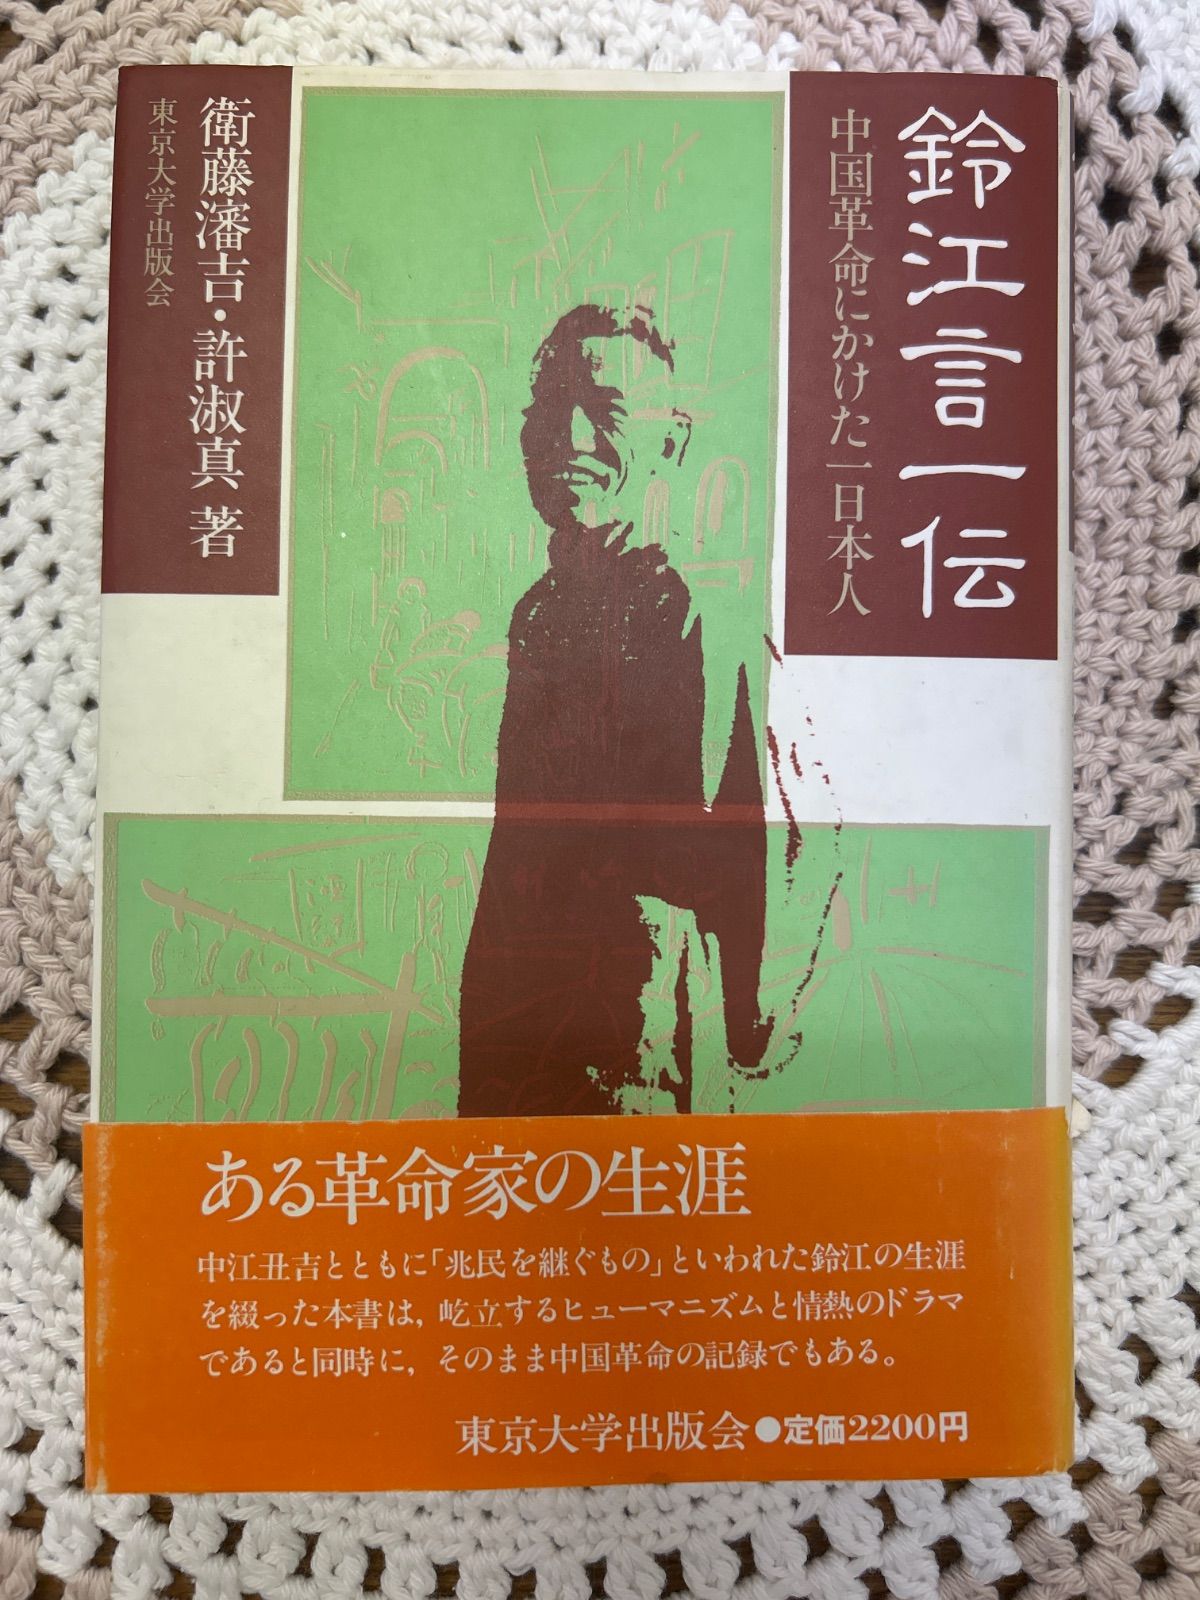 鈴江言一伝
中国革命にかけた一日本人
衛藤瀋吉・許淑真 著
東京大学出版会
ある革命家の生涯
中江丑吉とともに「兆民を継ぐもの」といわれた鈴江の生涯
を綴った本書は，屹立するヒューマニズムと情熱のドラマ
であると同時に，そのまま中国革命の記録でもある。
東京大学出版会●定価2200円